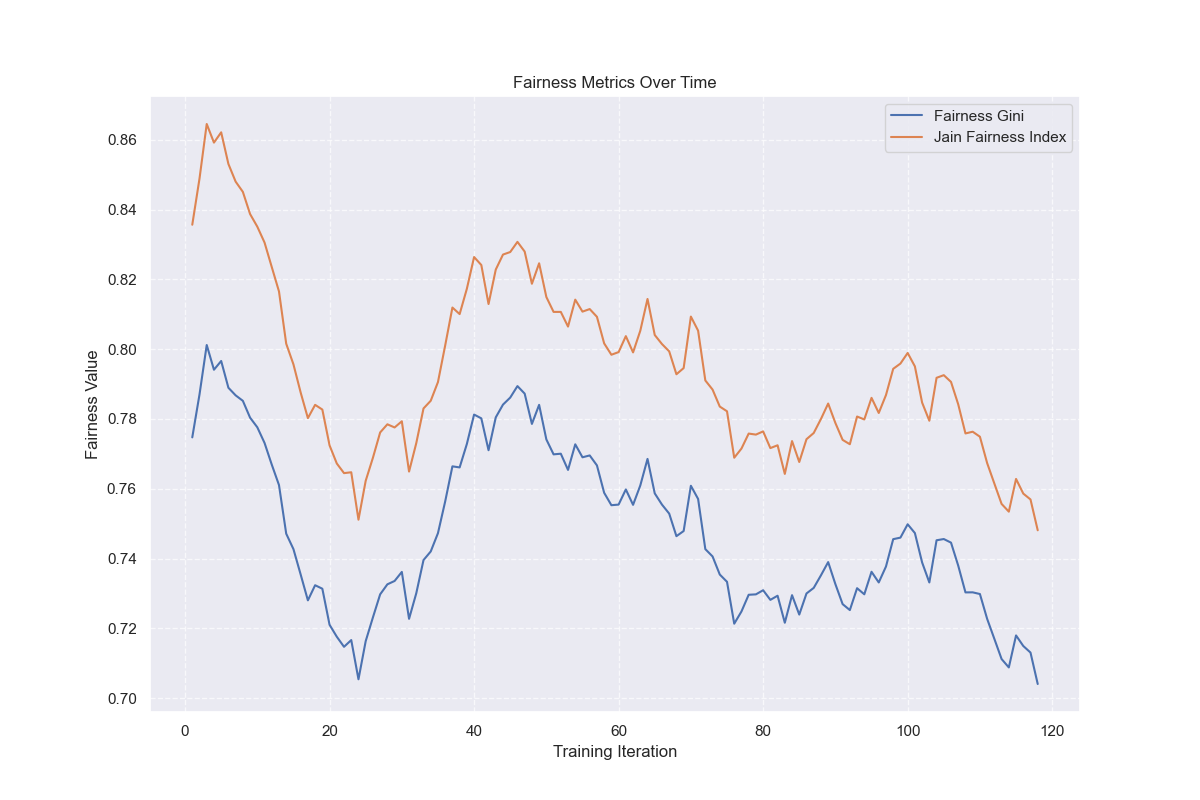 Fairness Metrics Over Time
Fairness Gini
Jain Fairness Index
Fairness Value
0.86
0.84
0.82
0.80
0.78
0.76
0.74
0.72
0.70
0 20 40 60 80 100 120
Training Iteration